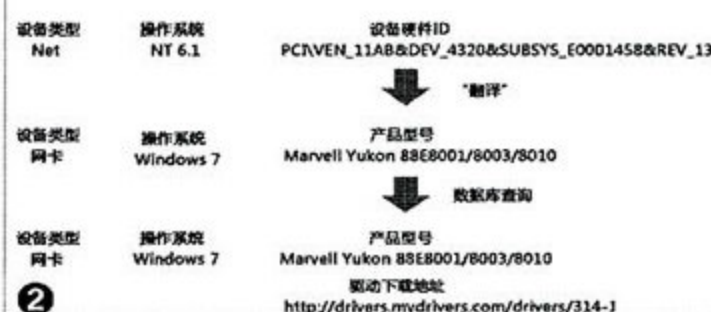 设备类型 操作系统 设备硬件ID
Net NT 6.1 PCI\VEN_11AB&DEV_4320&SUBSYS_E0001458&REV_13
"翻译"
设备类型 操作系统 产品型号
网卡 Windows 7 Marvell Yukon 88E8001/8003/8010
数据库查询
设备类型 操作系统 产品型号
网卡 Windows 7 Marvell Yukon 88E8001/8003/8010
驱动下载地址
2 http://drivers.mydrivers.com/drivers/314-1